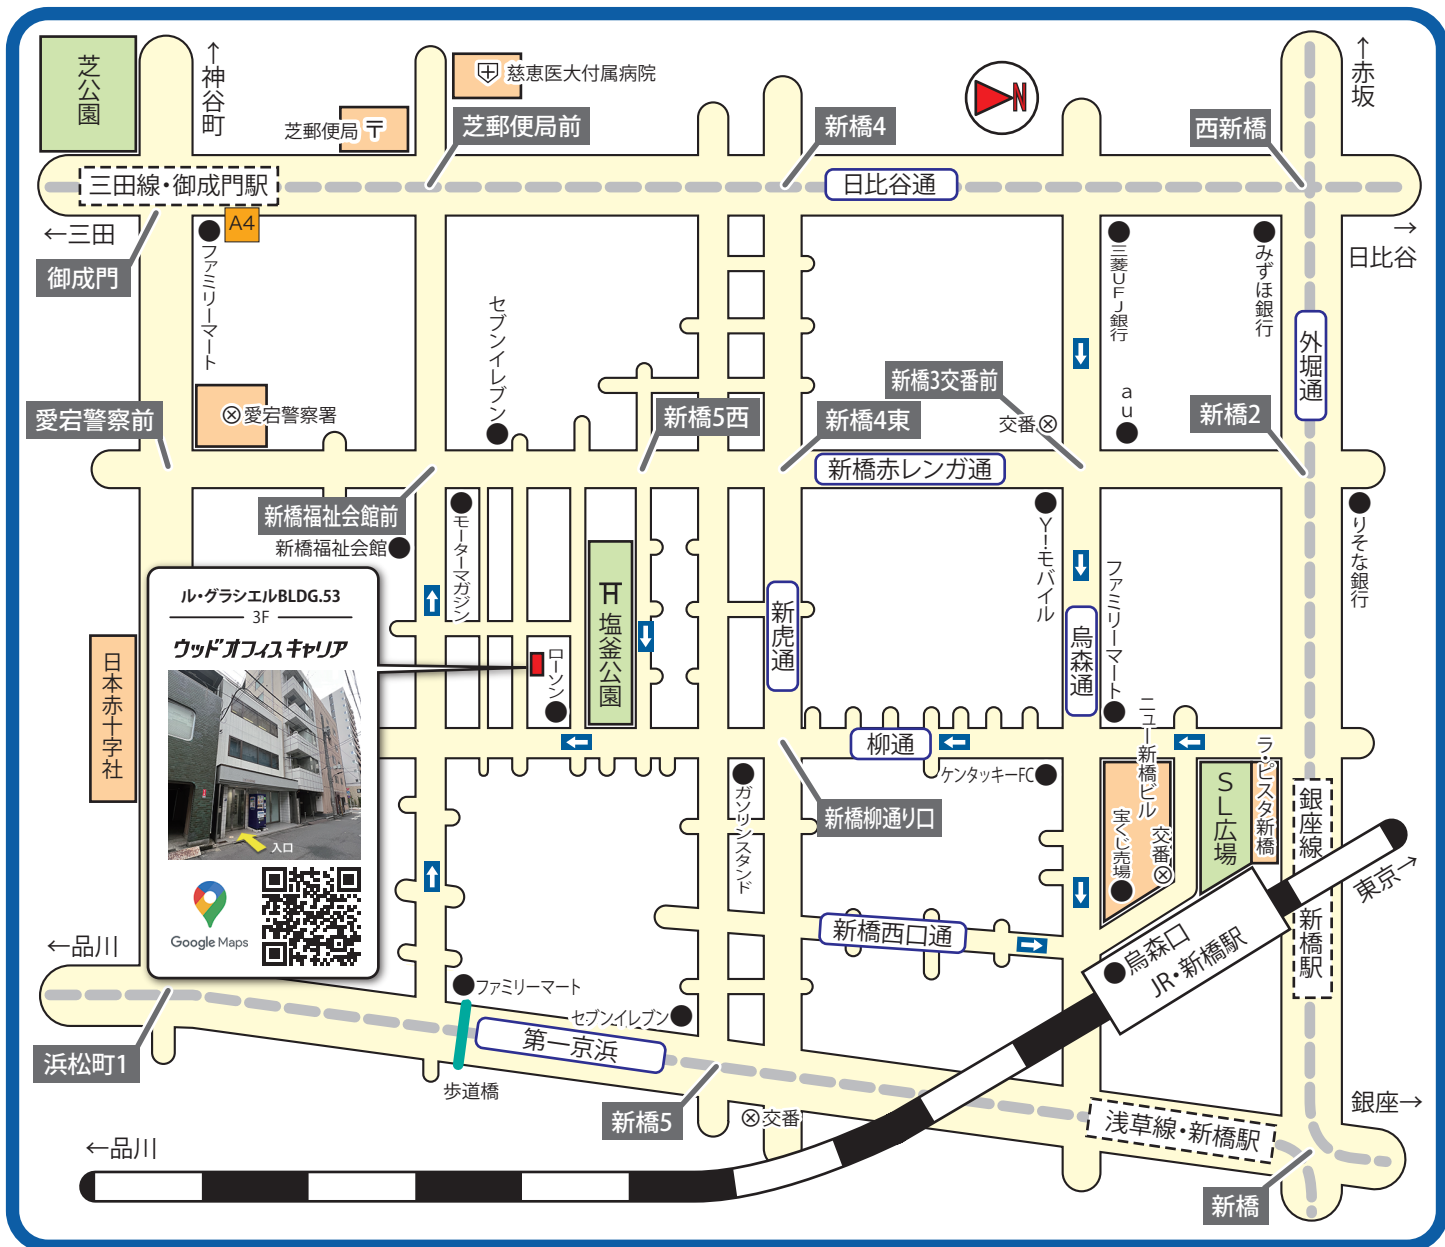 芝公園
↑神谷町
芝郵便局
慈恵医大付属病院
芝郵便局前
新橋4
N
西新橋
↑赤坂
三田線・御成門駅
日比谷通
←三田
A4
御成門
ファミリーマート
セブンイレブン
三菱UFJ銀行
みずほ銀行
→
日比谷
外堀通
愛宕警察前
愛宕警察署
新橋5西
新橋4東
新橋3交番前
交番
au
新橋2
新橋赤レンガ通
新橋福祉会館前
新橋福祉会館
モーターマガジン
Y!モバイル
ファミリーマート
りそな銀行
ル・グラシエルBLDG.53
3F
ウッドオフィスキャリア
入口
Google Maps
日本赤十字社
ローソン
塩釜公園
新虎通
烏森通
柳通
ニュー新橋ビル
ラ・ピスタ新橋
ケンタッキーFC
ガソリンスタンド
新橋柳通り口
宝くじ売場
交番
SL広場
銀座線・新橋駅
東京→
新橋西口通
烏森口
JR・新橋駅
←品川
ファミリーマート
セブンイレブン
第一京浜
浜松町1
歩道橋
新橋5
交番
浅草線・新橋駅
銀座→
←品川
新橋